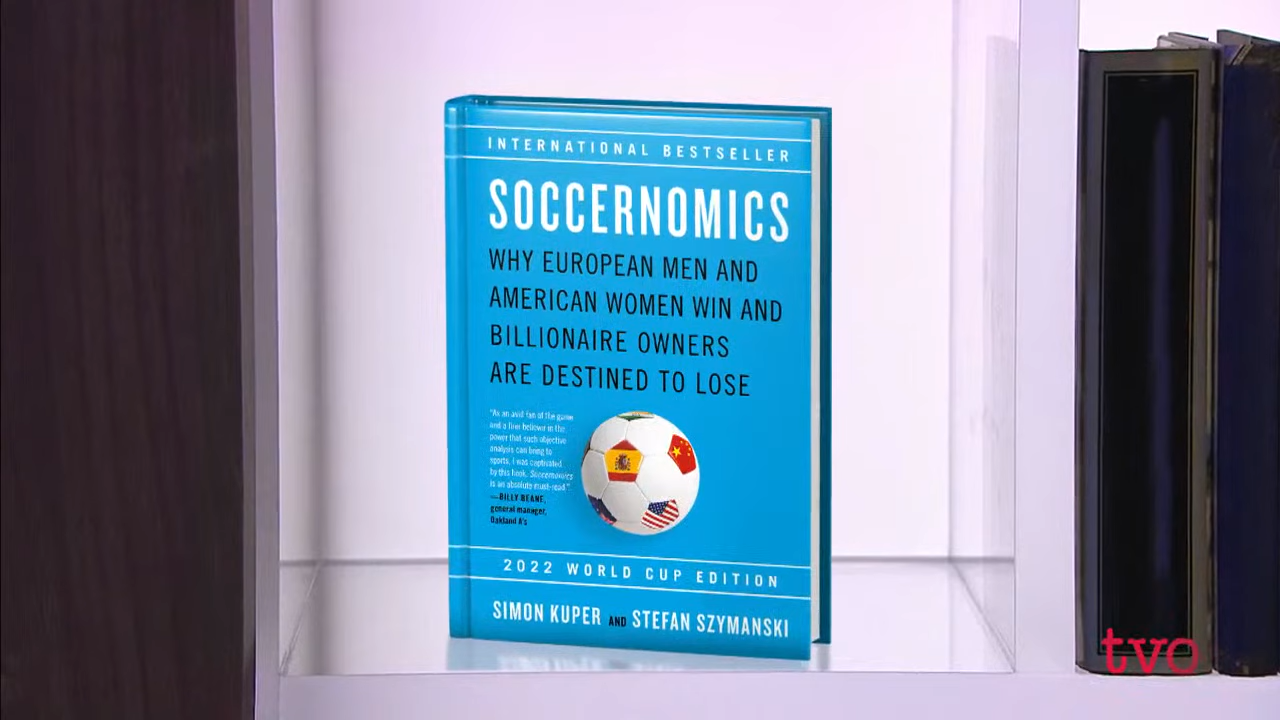 INTERNATIONAL BESTSELLER
SOCCERNOMICS
WHY EUROPEAN MEN AND
AMERICAN WOMEN WIN AND
BILLIONAIRE OWNERS
ARE DESTINED TO LOSE
"As an avid fan of the game
and a firm believer in the
power that such objective
analysis can bring to
sports, I was captivated
by this book. Soccernomics
is an absolute must-read".
—BILLY BEANE,
general manager,
Oakland A's
2022 WORLD CUP EDITION
SIMON KUPER AND STEFAN SZYMANSKI
tvo